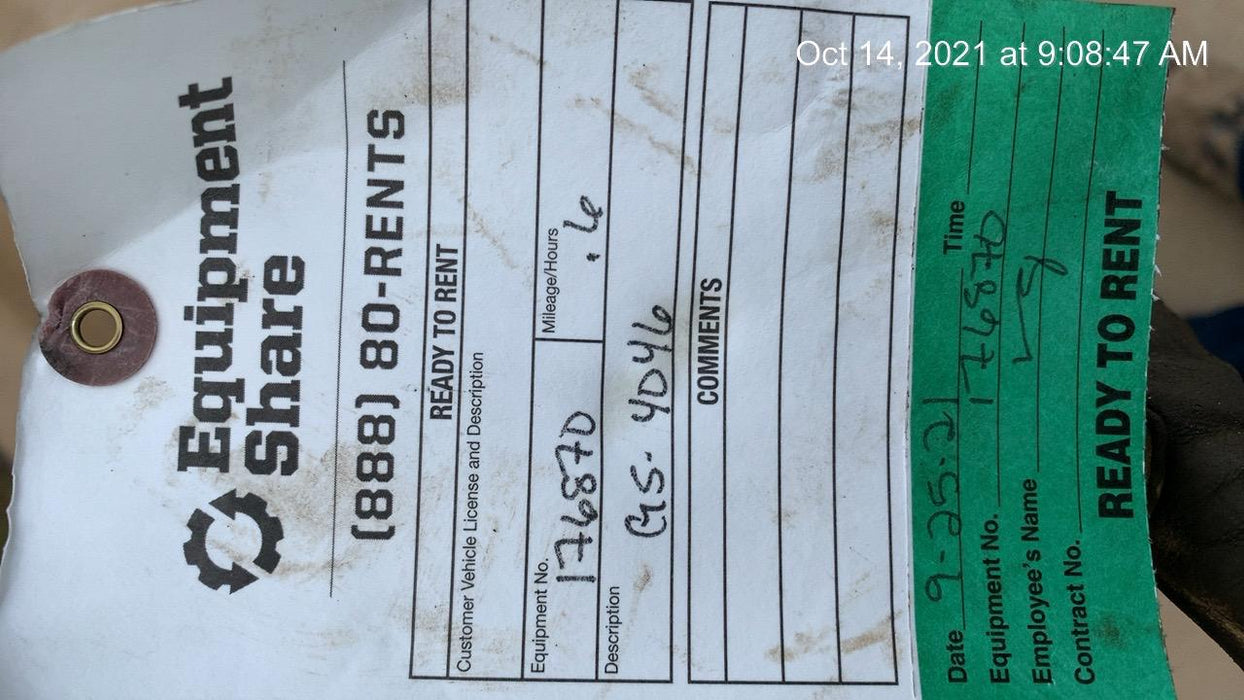 Oct 14, 2021 at 9:08:47 AM
Equipment
Share
(888) 80-RENTS
READY TO RENT
Customer Vehicle License and Description
Equipment No. 176870 Mileage/Hours .6
Description GS-4046
COMMENTS
Date 9-25-21 Time
Equipment No. 176870
Employee's Name
Contract No.
READY TO RENT